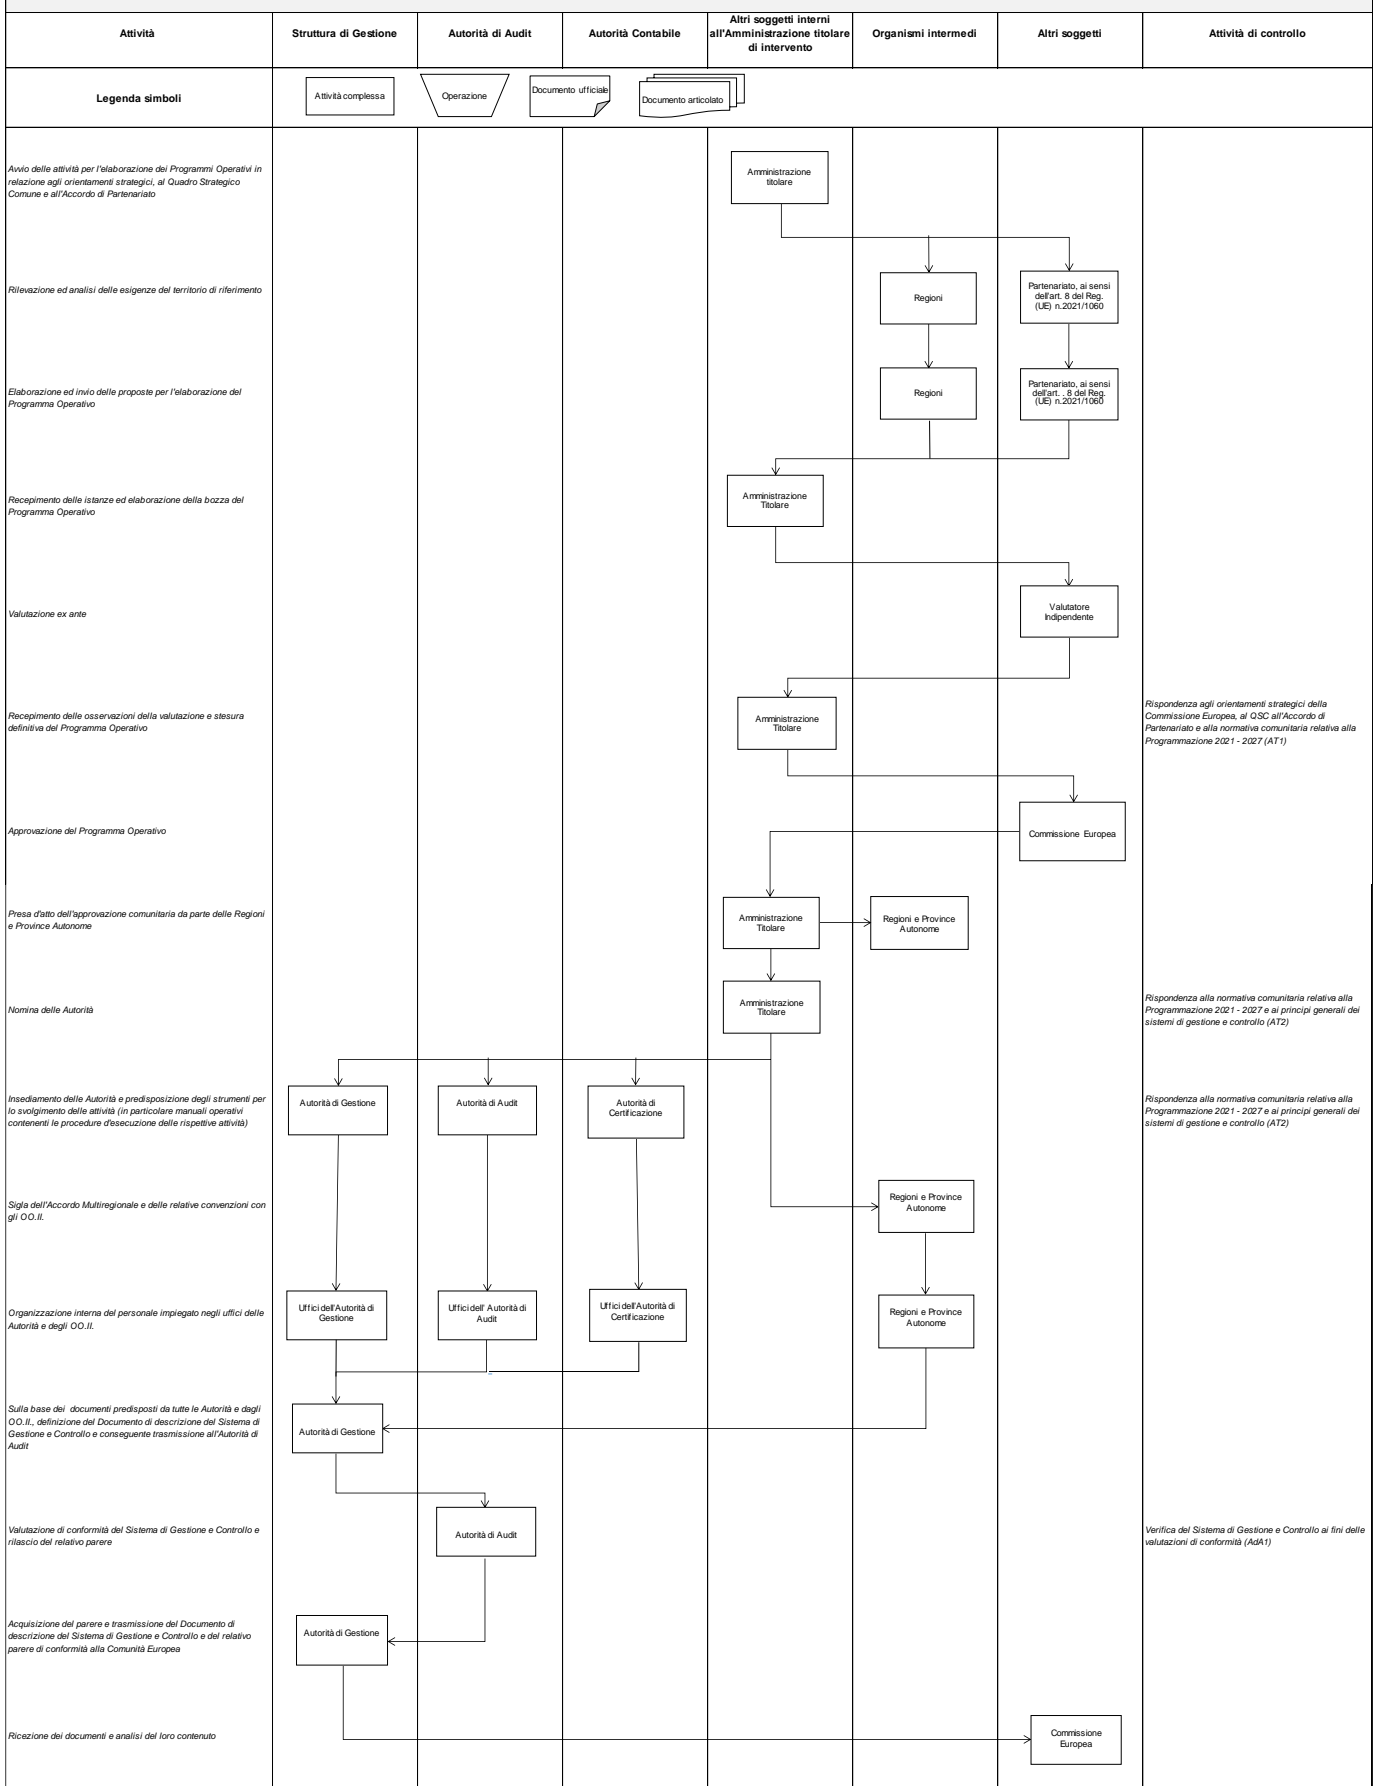 Attività
Struttura di Gestione
Autorità di Audit
Autorità Contabile
Altri soggetti interni
all'Amministrazione titolare
di intervento
Organismi intermedi
Altri soggetti
Attività di controllo
Legenda simboli
Attività complessa
Operazione
Documento ufficiale
Documento articolato
Avvio delle attività per l'elaborazione dei Programmi Operativi in
relazione agli orientamenti strategici, al Quadro Strategico
Comune e all'Accordo di Partenariato
Amministrazione
titolare
Rilevazione ed analisi delle esigenze del territorio di riferimento
Regioni
Partenariato, ai sensi
dell'art. 8 del Reg.
(UE) n.2021/1060
Elaborazione ed invio delle proposte per l'elaborazione del
Programma Operativo
Regioni
Partenariato, ai sensi
dell'art. . 8 del Reg.
(UE) n.2021/1060
Recepimento delle istanze ed elaborazione della bozza del
Programma Operativo
Amministrazione
Titolare
Valutazione ex ante
Valutatore
Indipendente
Recepimento delle osservazioni della valutazione e stesura
definitiva del Programma Operativo
Amministrazione
Titolare
Rispondenza agli orientamenti strategici della
Commissione Europea, al QSC all'Accordo di
Partenariato e alla normativa comunitaria relativa alla
Programmazione 2021 - 2027 (AT1)
Approvazione del Programma Operativo
Commissione Europea
Presa d'atto dell'approvazione comunitaria da parte delle Regioni
e Province Autonome
Amministrazione
Titolare
Regioni e Province
Autonome
Nomina delle Autorità
Amministrazione
Titolare
Rispondenza alla normativa comunitaria relativa alla
Programmazione 2021 - 2027 e ai principi generali dei
sistemi di gestione e controllo (AT2)
Insediamento delle Autorità e predisposizione degli strumenti per
lo svolgimento delle attività (in particolare manuali operativi
contenenti le procedure d'esecuzione delle rispettive attività)
Autorità di Gestione
Autorità di Audit
Autorità di
Certificazione
Rispondenza alla normativa comunitaria relativa alla
Programmazione 2021 - 2027 e ai principi generali dei
sistemi di gestione e controllo (AT2)
Sigla dell'Accordo Multiregionale e delle relative convenzioni con
gli OO.II.
Regioni e Province
Autonome
Organizzazione interna del personale impiegato negli uffici delle
Autorità e degli OO.II.
Uffici dell'Autorità di
Gestione
Uffici dell' Autorità di
Audit
Uffici dell'Autorità di
Certificazione
Regioni e Province
Autonome
Sulla base dei documenti predisposti da tutte le Autorità e dagli
OO.II., definizione del Documento di descrizione del Sistema di
Gestione e Controllo e conseguente trasmissione all'Autorità di
Audit
Autorità di Gestione
Valutazione di conformità del Sistema di Gestione e Controllo e
rilascio del relativo parere
Autorità di Audit
Verifica del Sistema di Gestione e Controllo ai fini delle
valutazioni di conformità (AdA1)
Acquisizione del parere e trasmissione del Documento di
descrizione del Sistema di Gestione e Controllo e del relativo
parere di conformità alla Comunità Europea
Autorità di Gestione
Ricezione dei documenti e analisi del loro contenuto
Commissione
Europea